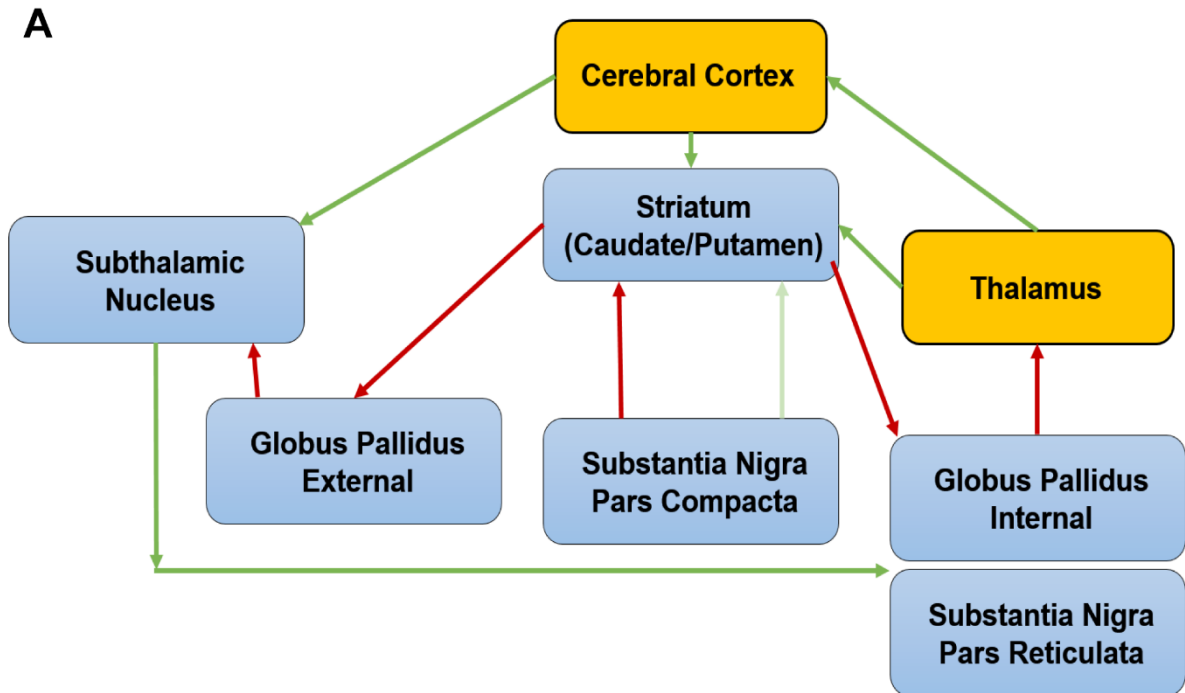 A
Cerebral Cortex
Striatum
(Caudate/Putamen)
Subthalamic
Nucleus
Thalamus
Globus Pallidus
External
Substantia Nigra
Pars Compacta
Globus Pallidus
Internal
Substantia Nigra
Pars Reticulata